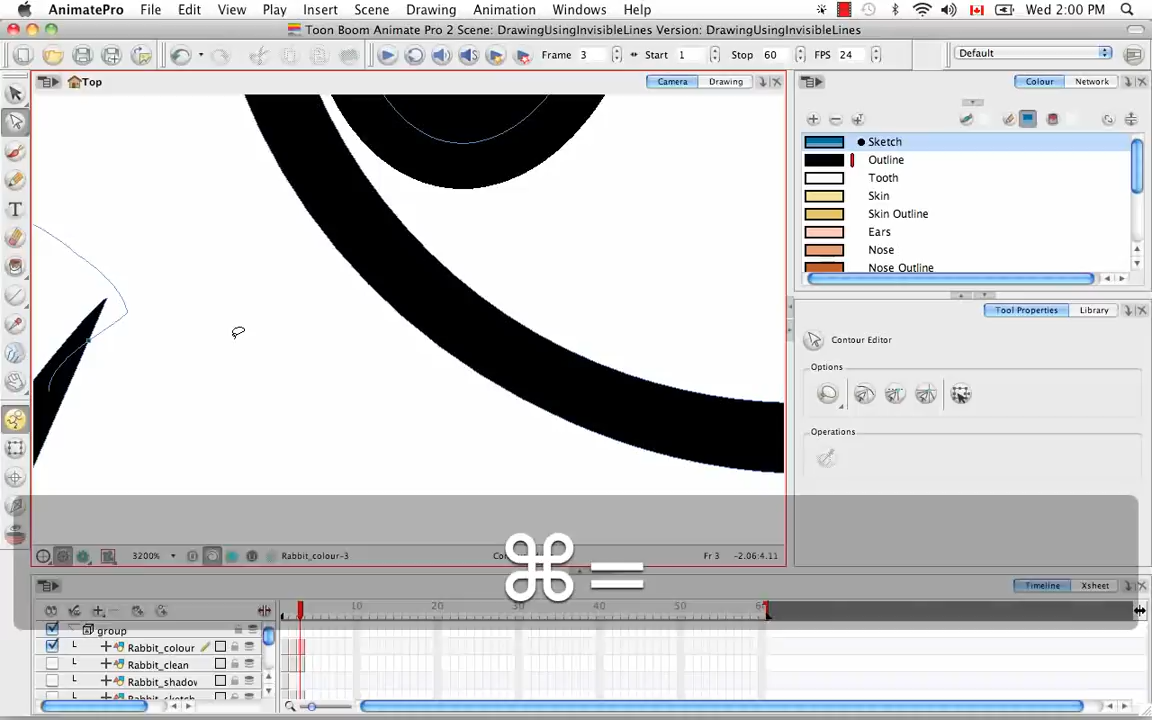 AnimatePro File Edit View Play Insert Scene Drawing Animation Windows Help Wed 2:00 PM
Toon Boom Animate Pro 2 Scene: DrawingUsingInvisibleLines Version: DrawingUsingInvisibleLines
Frame 3 Start 1 Stop 60 FPS 24 Default
Top Camera Drawing Colour Network
Sketch
Outline
Tooth
Skin
Skin Outline
Ears
Nose
Nose Outline
Tool Properties Library
Contour Editor
Options
Operations
⌘ =
3200% Rabbit_colour-3 Fr 3 -2.06:4.11
Timeline Xsheet
10 20 30 40 50
group
Rabbit_colour
Rabbit_clean
Rabbit_shadow